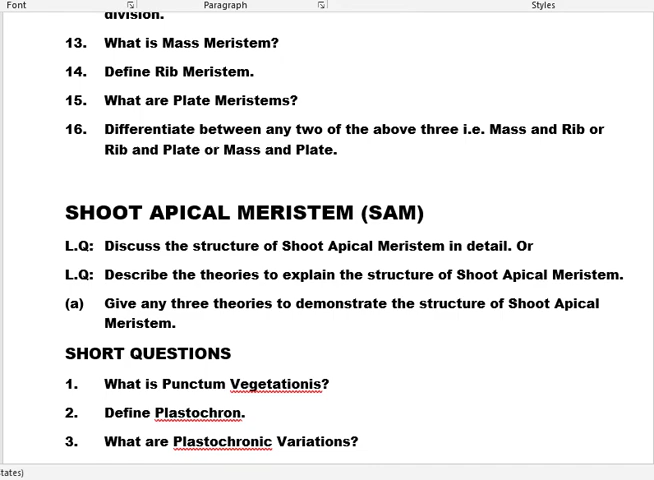 Font Paragraph Styles
division.
13. What is Mass Meristem?
14. Define Rib Meristem.
15. What are Plate Meristems?
16. Differentiate between any two of the above three i.e. Mass and Rib or
Rib and Plate or Mass and Plate.
SHOOT APICAL MERISTEM (SAM)
L.Q: Discuss the structure of Shoot Apical Meristem in detail. Or
L.Q: Describe the theories to explain the structure of Shoot Apical Meristem.
(a) Give any three theories to demonstrate the structure of Shoot Apical
Meristem.
SHORT QUESTIONS
1. What is Punctum Vegetationis?
2. Define Plastochron.
3. What are Plastochronic Variations?
tates)